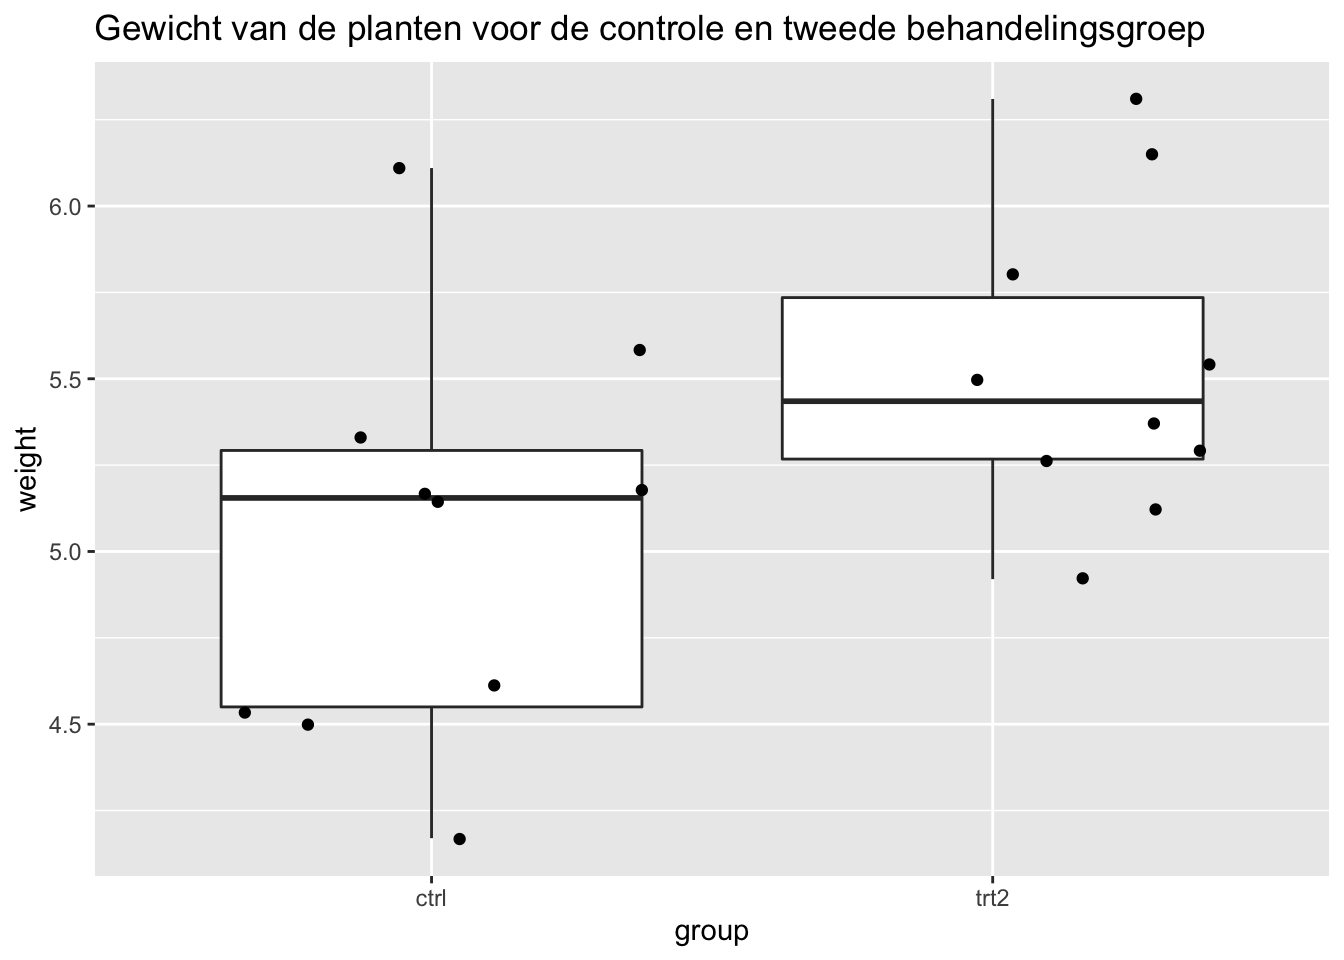 Gewicht van de planten voor de controle en tweede behandelingsgroep
6.0
5.5
5.0
4.5
weight
ctrl
trt2
group